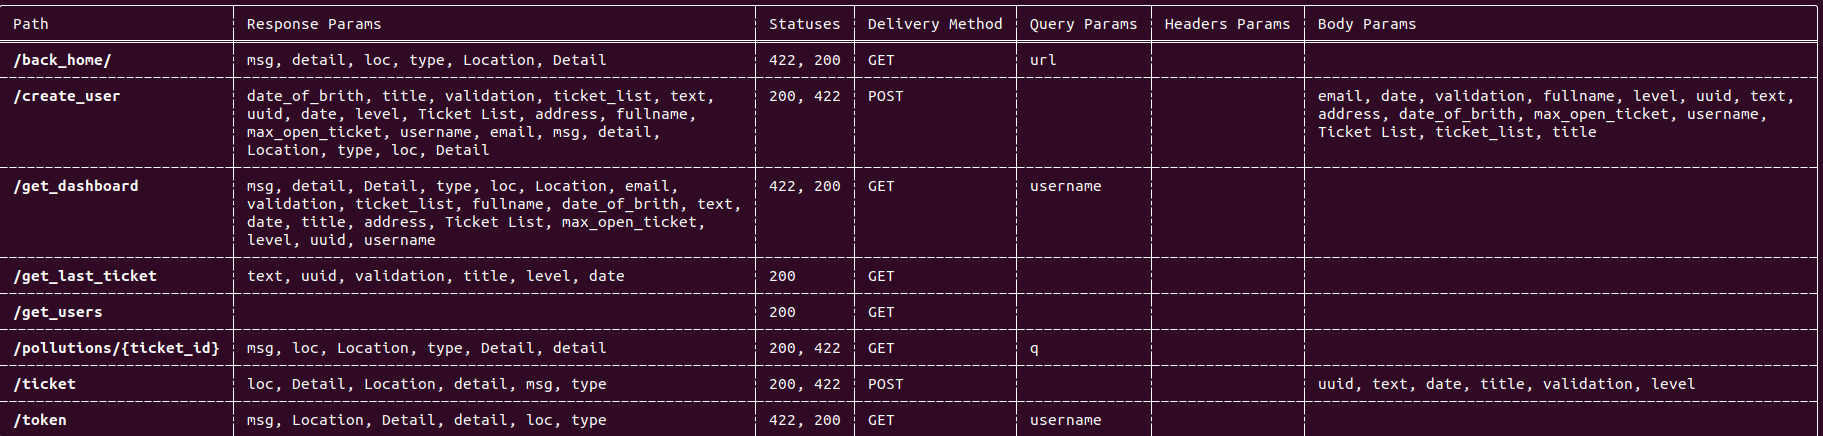 Path Response Params Statuses Delivery Method Query Params Headers Params Body Params
/back_home/ msg, detail, loc, type, Location, Detail 422, 200 GET url
/create_user date_of_brith, title, validation, ticket_list, text, 200, 422 POST email, date, validation, fullname, level, uuid, text,
uuid, date, level, Ticket List, address, fullname, address, date_of_brith, max_open_ticket, username,
max_open_ticket, username, email, msg, detail, Ticket List, ticket_list, title
Location, type, loc, Detail
/get_dashboard msg, detail, Detail, type, loc, Location, email, 422, 200 GET username
validation, ticket_list, fullname, date_of_brith, text,
date, title, address, Ticket List, max_open_ticket,
level, uuid, username
/get_last_ticket text, uuid, validation, title, level, date 200 GET
/get_users 200 GET
/pollutions/{ticket_id} msg, loc, Location, type, Detail, detail 200, 422 GET q
/ticket loc, Detail, Location, detail, msg, type 200, 422 POST uuid, text, date, title, validation, level
/token msg, Location, Detail, detail, loc, type 422, 200 GET username